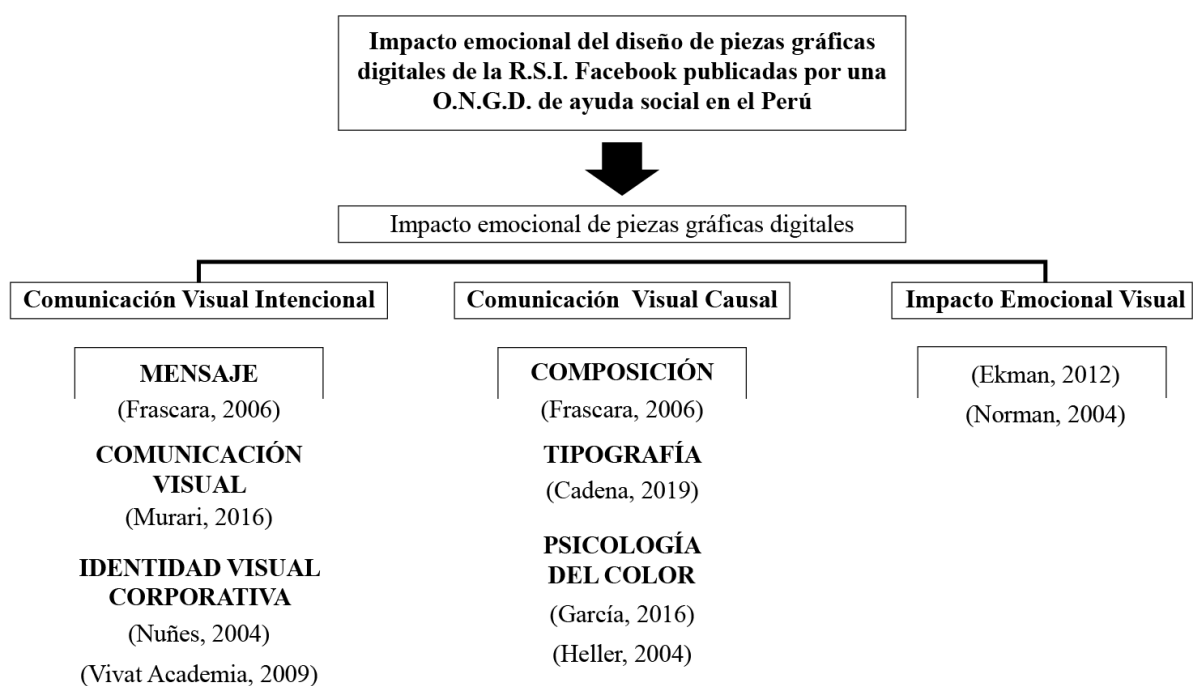 Impacto emocional del diseño de piezas gráficas
digitales de la R.S.I. Facebook publicadas por una
O.N.G.D. de ayuda social en el Perú
Impacto emocional de piezas gráficas digitales
Comunicación Visual Intencional
MENSAJE
(Frascara, 2006)
COMUNICACIÓN
VISUAL
(Murari, 2016)
IDENTIDAD VISUAL
CORPORATIVA
(Nuñes, 2004)
(Vivat Academia, 2009)
Comunicación Visual Causal
COMPOSICIÓN
(Frascara, 2006)
TIPOGRAFÍA
(Cadena, 2019)
PSICOLOGÍA
DEL COLOR
(García, 2016)
(Heller, 2004)
Impacto Emocional Visual
(Ekman, 2012)
(Norman, 2004)